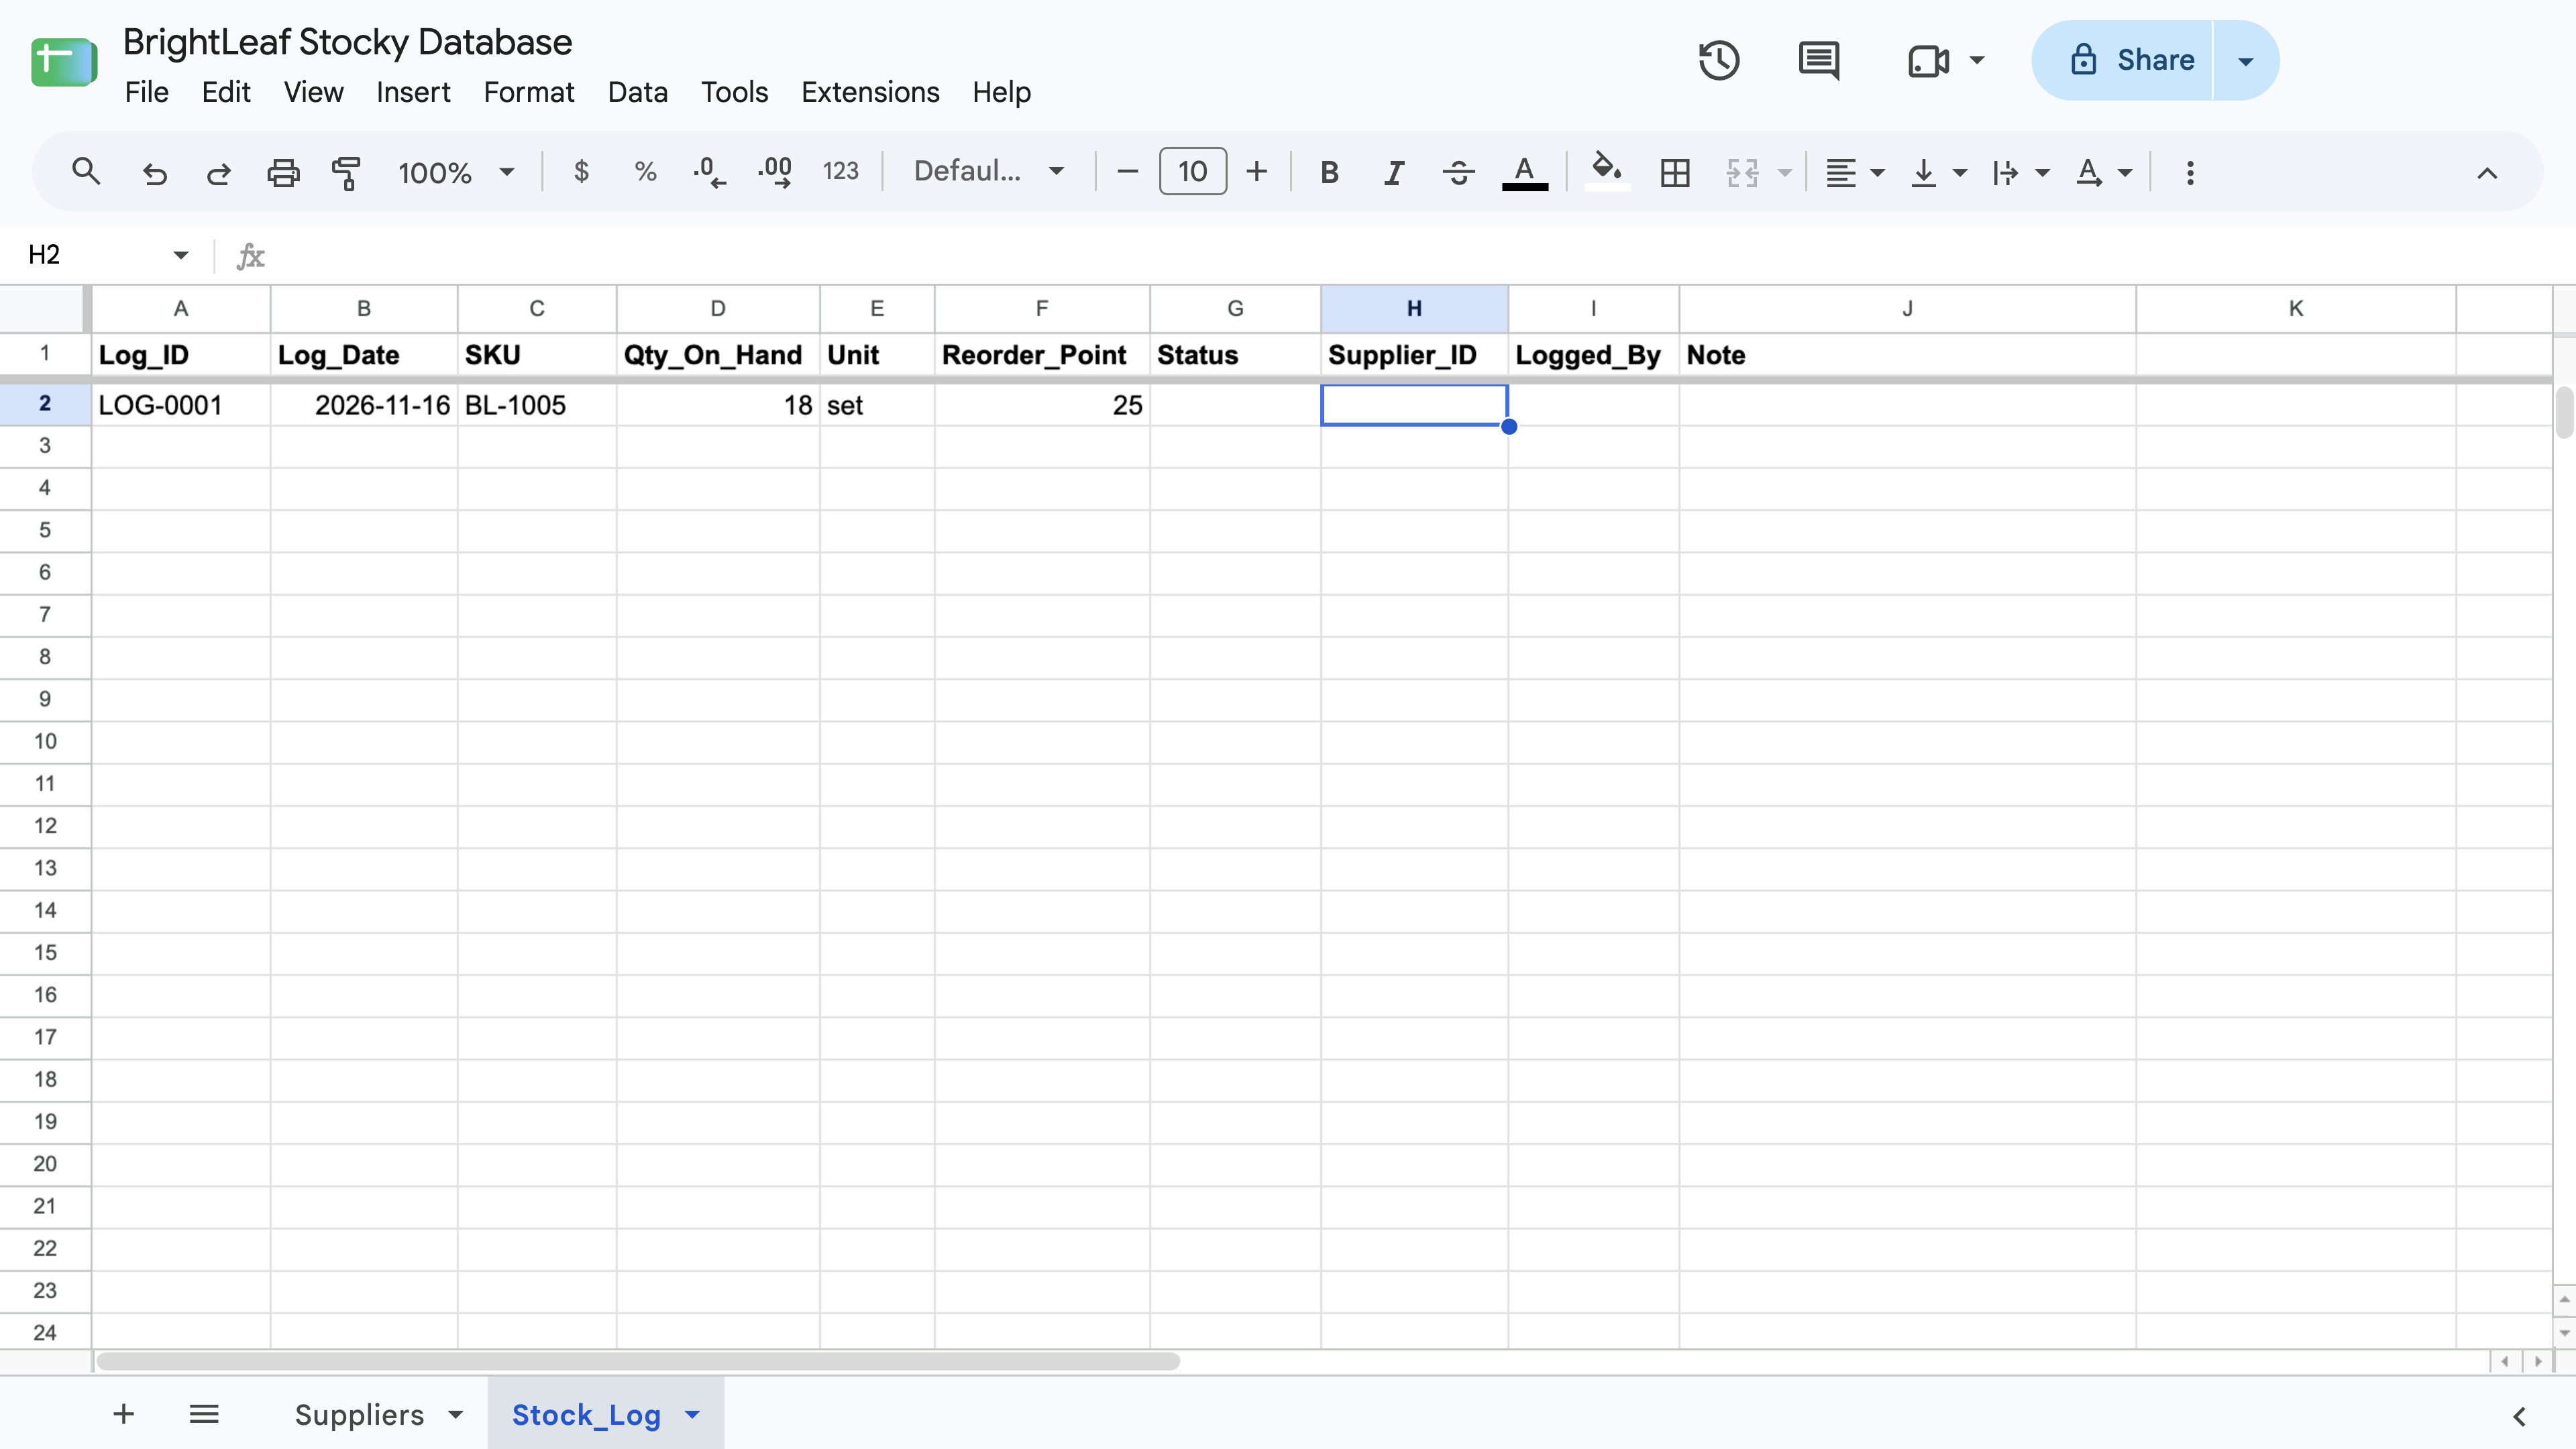 BrightLeaf Stocky Database
File Edit View Insert Format Data Tools Extensions Help
Share
100% $ % .0 .00 123 Defaul... 10 B I S A A
H2 fx
A B C D E F G H I J K
1 Log_ID Log_Date SKU Qty_On_Hand Unit Reorder_Point Status Supplier_ID Logged_By Note
2 LOG-0001 2026-11-16 BL-1005 18 set 25
3
4
5
6
7
8
9
10
11
12
13
14
15
16
17
18
19
20
21
22
23
24
Suppliers Stock_Log